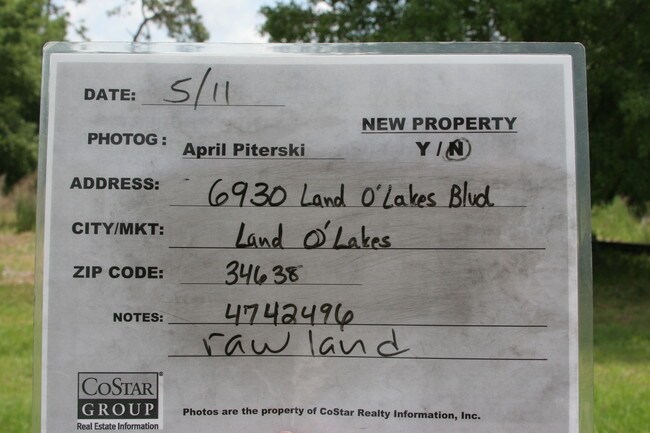 DATE: 5/11
NEW PROPERTY
PHOTOG: April Piterski Y / N
ADDRESS: 6930 Land O'Lakes Blvd
CITY/MKT: Land O'Lakes
ZIP CODE: 34638
NOTES: 4742496
raw land
COSTAR®
GROUP
Real Estate Information
Photos are the property of CoStar Realty Information, Inc.